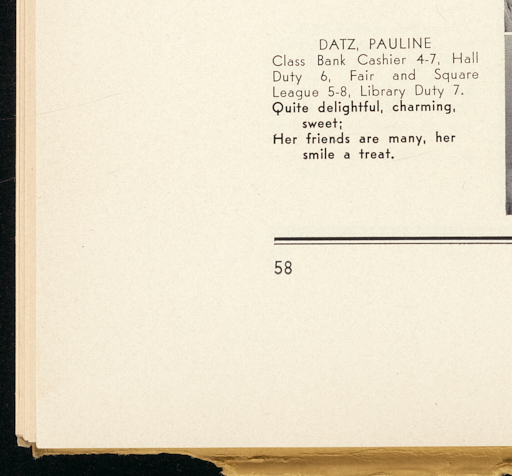 DATZ, PAULINE
Class Bank Cashier 4-7, Hall
Duty 6, Fair and Square
League 5-8, Library Duty 7.
Quite delightful, charming,
sweet;
Her friends are many, her
smile a treat.
58